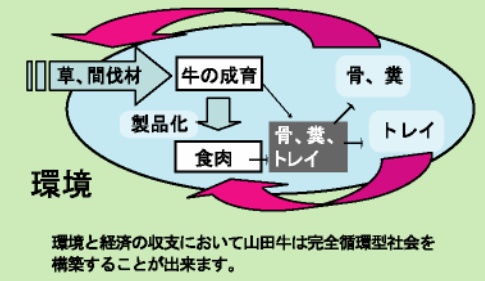 草、間伐材
牛の成育
骨、糞
製品化
骨、糞、
トレイ
トレイ
食肉
環境
環境と経済の収支において山田牛は完全循環型社会を
構築することが出来ます。